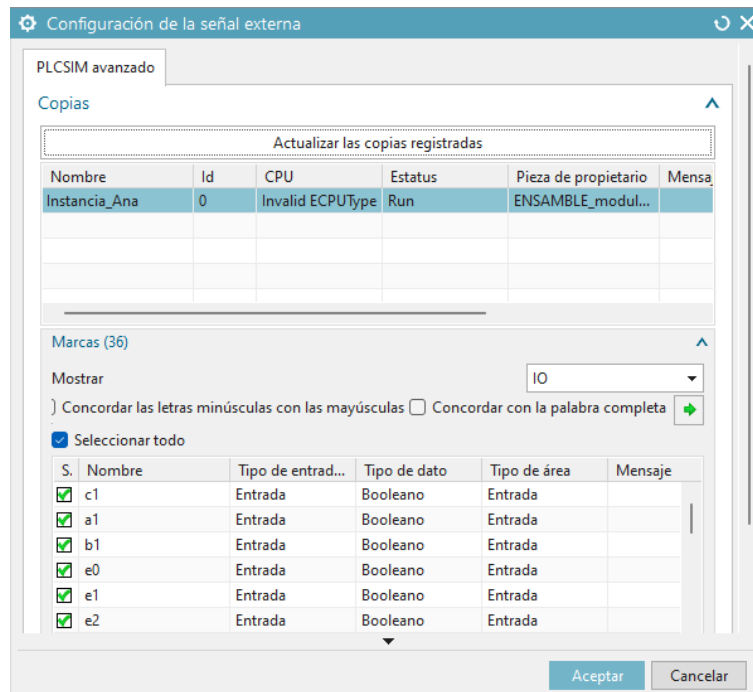 Configuración de la señal externa
PLCSIM avanzado
Copias
Actualizar las copias registradas
Nombre Id CPU Estatus Pieza de propietario Mensaj
Instancia_Ana 0 Invalid ECPUType Run ENSAMBLE_modul...
Marcas (36)
Mostrar IO
Concordar las letras minúsculas con las mayúsculas Concordar con la palabra completa
Seleccionar todo
S. Nombre Tipo de entrad... Tipo de dato Tipo de área Mensaje
c1 Entrada Booleano Entrada
a1 Entrada Booleano Entrada
b1 Entrada Booleano Entrada
e0 Entrada Booleano Entrada
e1 Entrada Booleano Entrada
e2 Entrada Booleano Entrada
Aceptar Cancelar